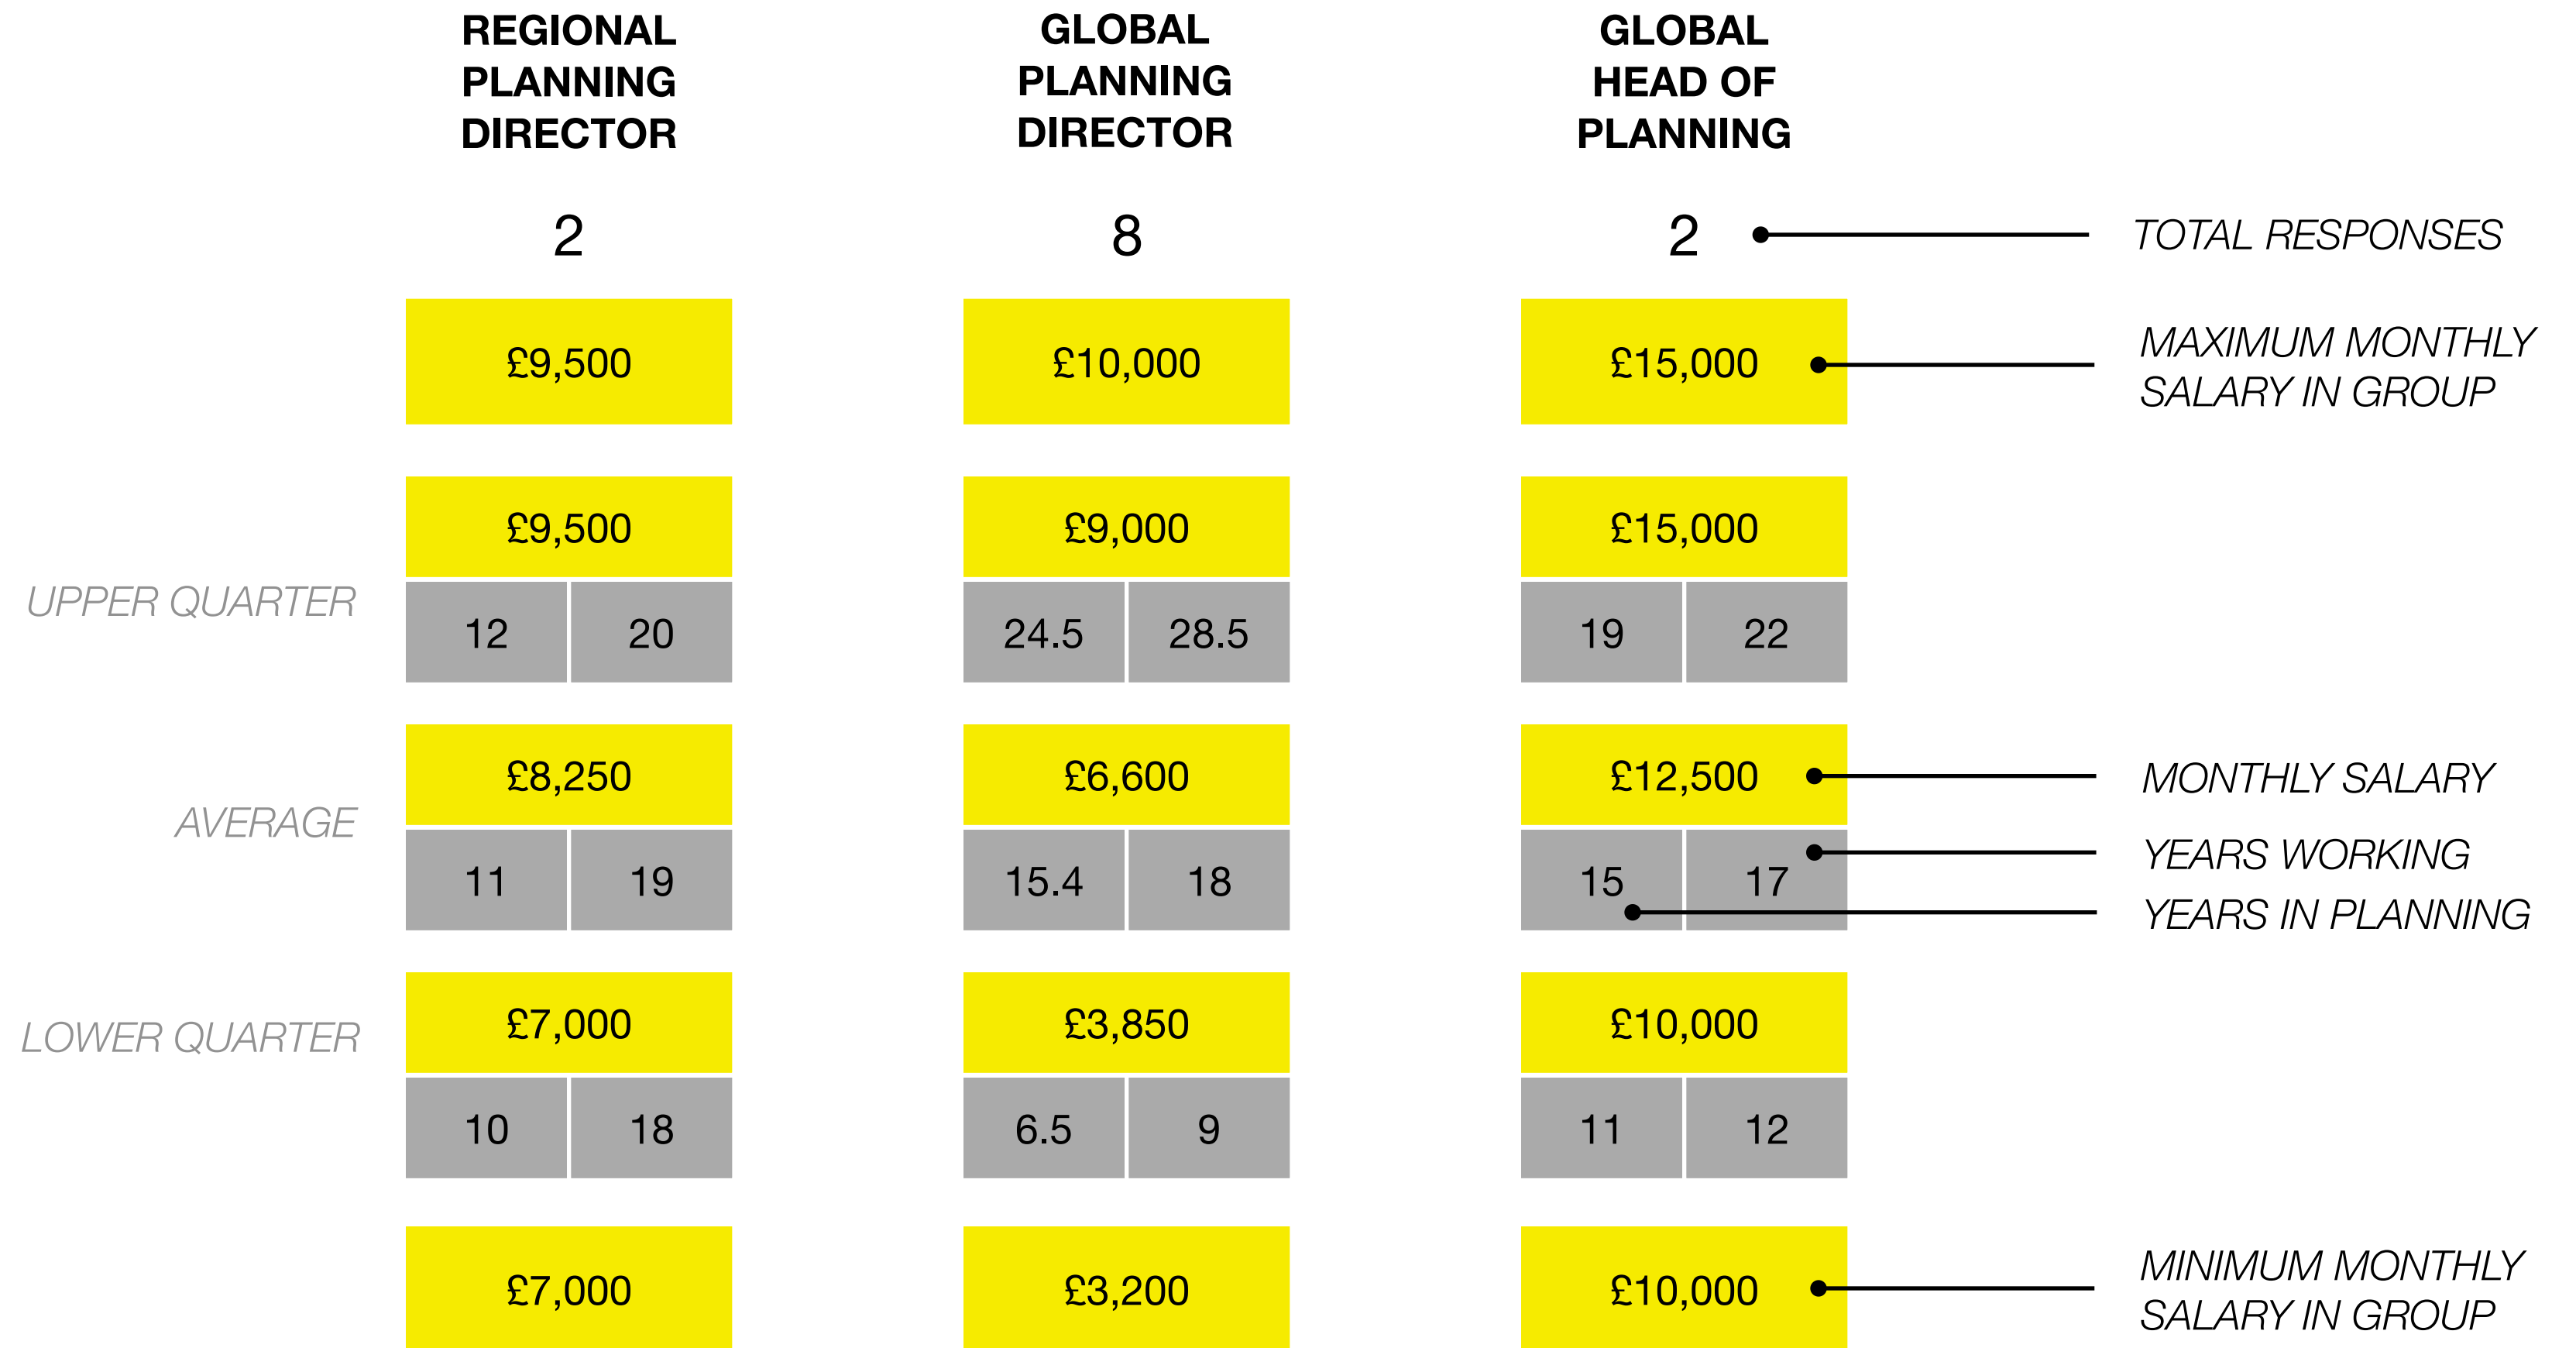 REGIONAL
PLANNING
DIRECTOR
GLOBAL
PLANNING
DIRECTOR
GLOBAL
HEAD OF
PLANNING
2 8 2 TOTAL RESPONSES
£9,500 £10,000 £15,000
MAXIMUM MONTHLY
SALARY IN GROUP
£9,500 £9,000 £15,000
UPPER QUARTER
12 20 24.5 28.5 19 22
£8,250 £6,600 £12,500 MONTHLY SALARY
AVERAGE
11 19 15.4 18 15 17
YEARS WORKING
YEARS IN PLANNING
£7,000 £3,850 £10,000
LOWER QUARTER
10 18 6.5 9 11 12
£7,000 £3,200 £10,000
MINIMUM MONTHLY
SALARY IN GROUP